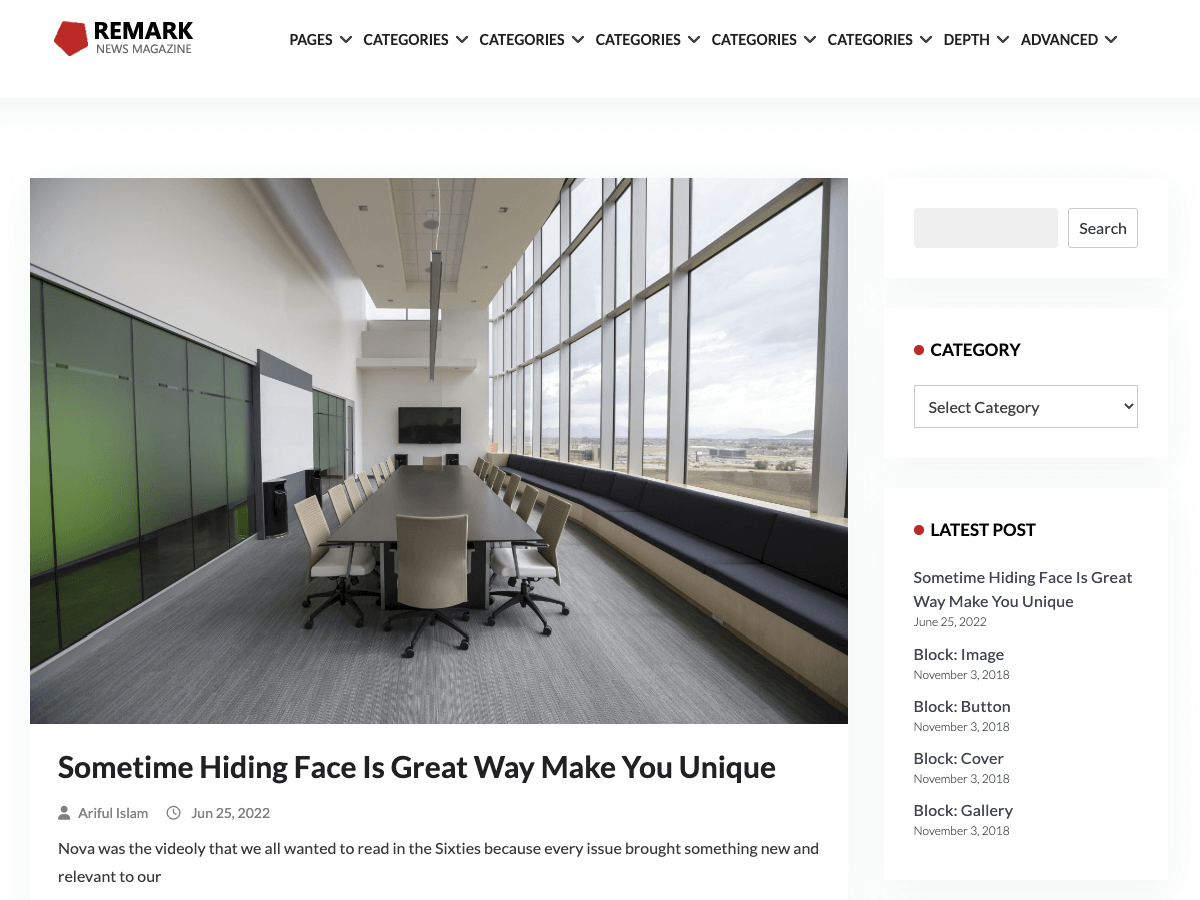 REMARK
NEWS MAGAZINE
PAGES CATEGORIES CATEGORIES CATEGORIES CATEGORIES CATEGORIES DEPTH ADVANCED
Search
CATEGORY
Select Category
LATEST POST
Sometime Hiding Face Is Great
Way Make You Unique
June 25, 2022
Block: Image
November 3, 2018
Block: Button
November 3, 2018
Block: Cover
November 3, 2018
Block: Gallery
November 3, 2018
Sometime Hiding Face Is Great Way Make You Unique
Ariful Islam Jun 25, 2022
Nova was the videoly that we all wanted to read in the Sixties because every issue brought something new and
relevant to our